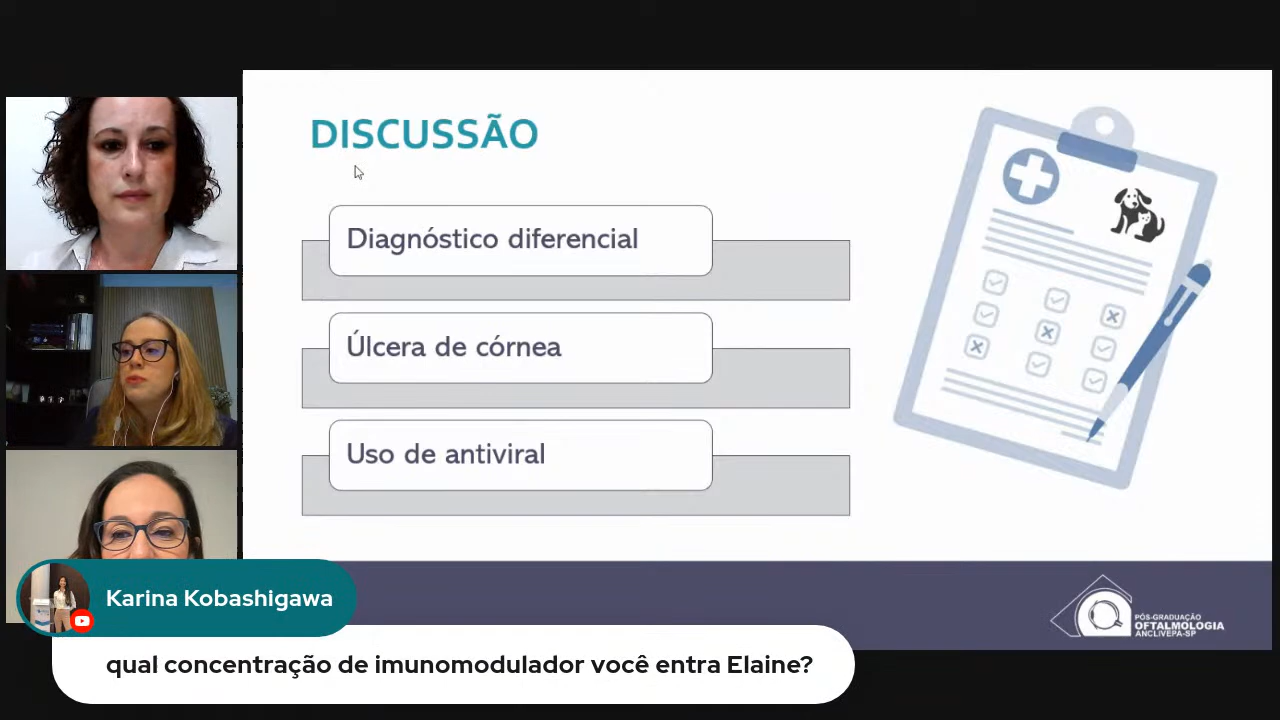 DISCUSSÃO
Diagnóstico diferencial
Úlcera de córnea
Uso de antiviral
PÓS-GRADUAÇÃO
OFTALMOLOGIA
ANCLIVEPA-SP
Karina Kobashigawa
qual concentração de imunomodulador você entra Elaine?